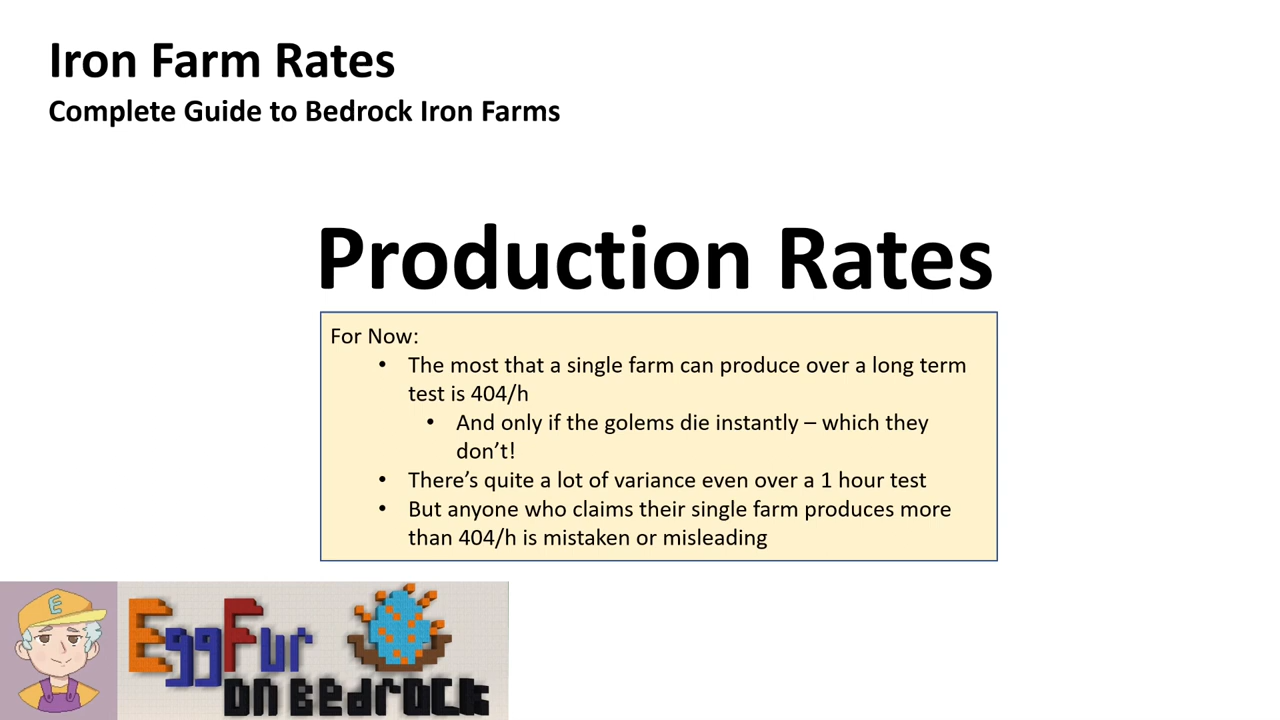 Iron Farm Rates
Complete Guide to Bedrock Iron Farms
Production Rates
For Now:
• The most that a single farm can produce over a long term
test is 404/h
• And only if the golems die instantly – which they
don’t!
• There’s quite a lot of variance even over a 1 hour test
• But anyone who claims their single farm produces more
than 404/h is mistaken or misleading
E
EggFur
on Bedrock